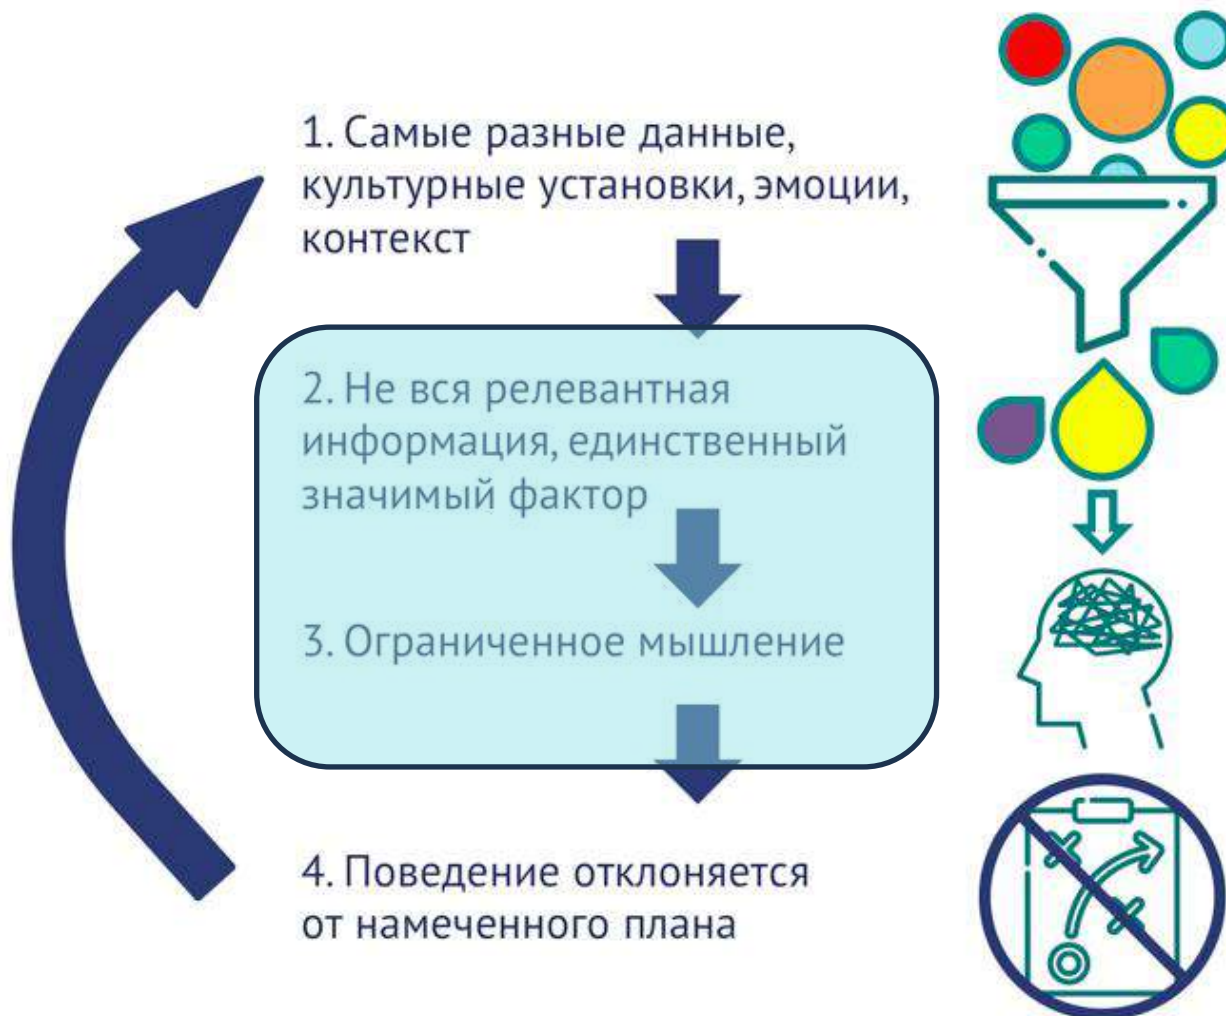 1. Самые разные данные,
культурные установки, эмоции,
контекст
2. Не вся релевантная
информация, единственный
значимый фактор
3. Ограниченное мышление
4. Поведение отклоняется
от намеченного плана